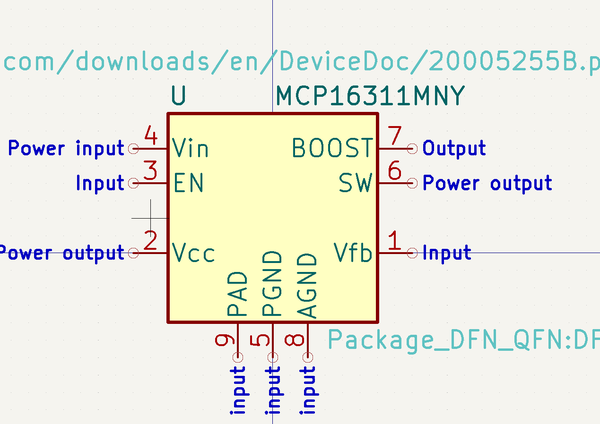 com/downloads/en/DeviceDoc/20005255B.p
U MCP16311MNY
Power input 4 Vin BOOST 7 Output
Input 3 EN SW 6 Power output
Power output 2 Vcc Vfb 1 Input
PAD PGND AGND
9 5 8
input input input
Package_DFN_QFN:DF